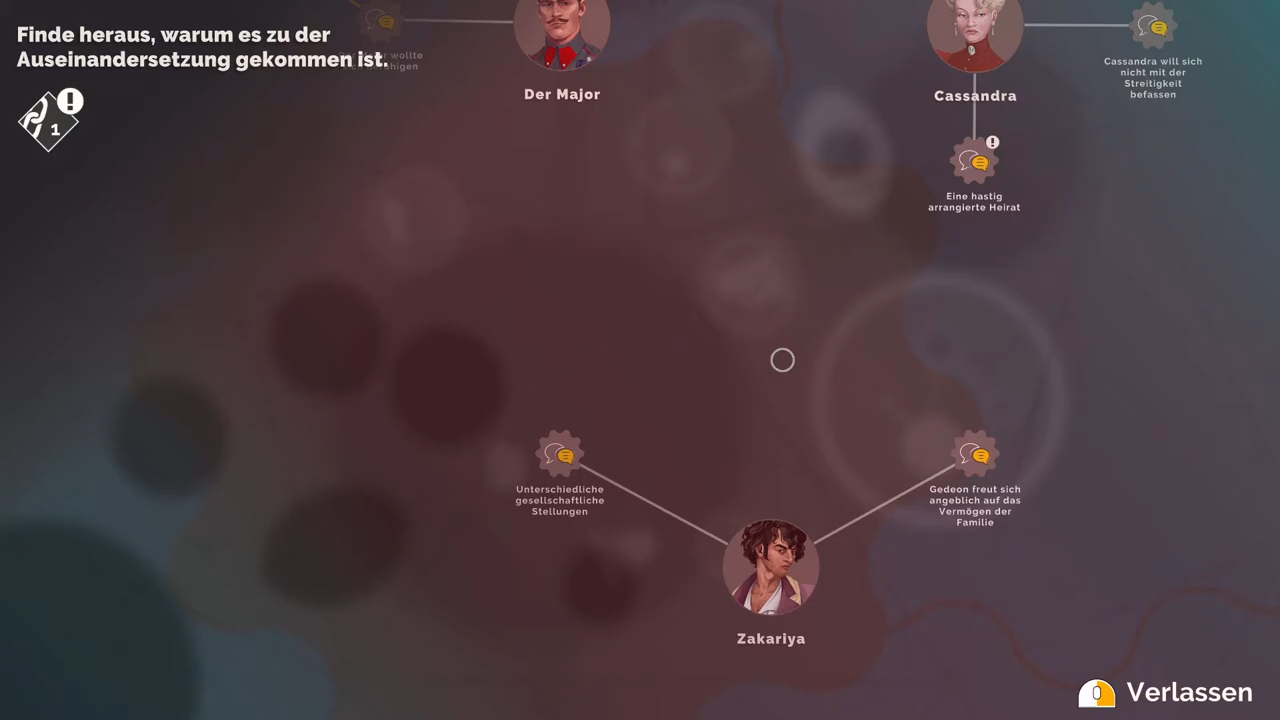 Finde heraus, warum es zu der
Auseinandersetzung gekommen ist.
wollte
1
Der Major
Cassandra
Cassandra will sich
nicht mit der
Streitigkeit
befassen
Eine hastig
arrangierte Heirat
Unterschiedliche
gesellschaftliche
Stellungen
Gedeon freut sich
angeblich auf das
Vermögen der
Familie
Zakariya
Verlassen